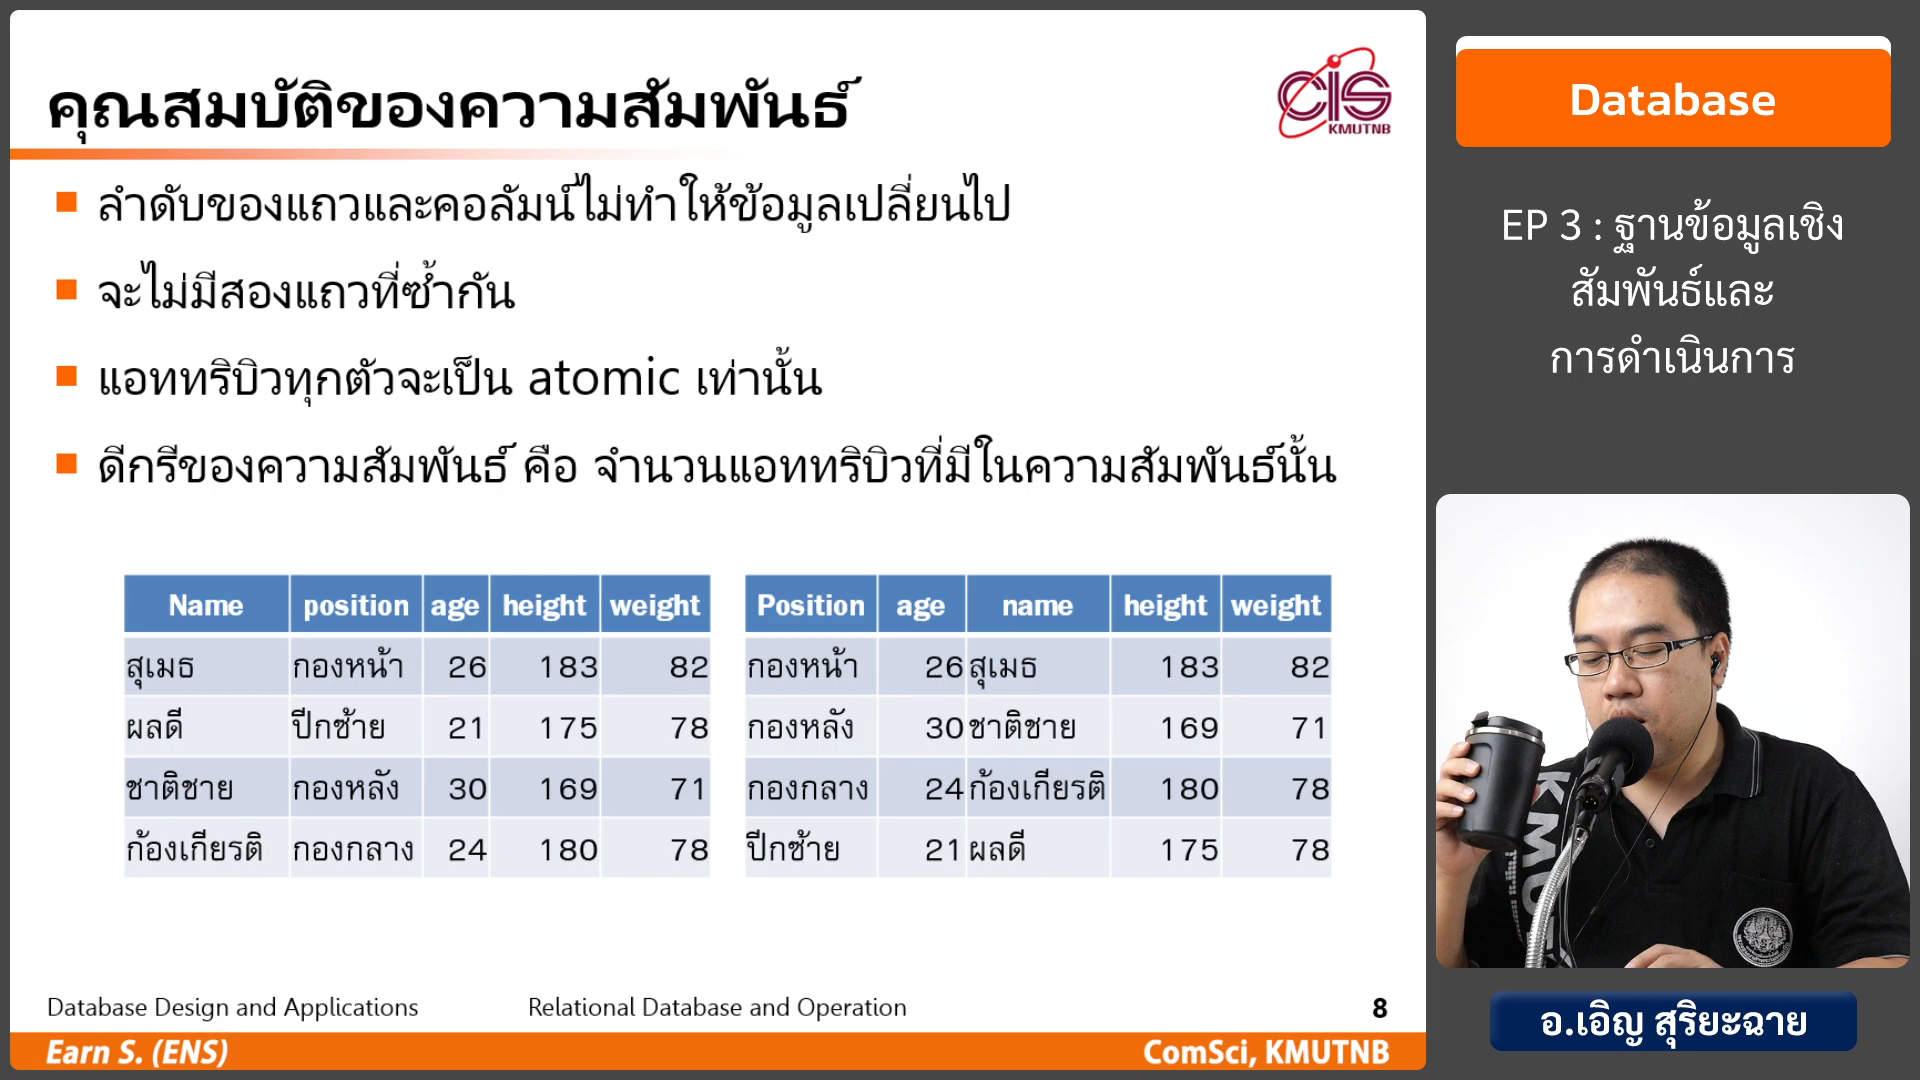 คุณสมบัติของความสัมพันธ์
CIS
KMUTNB
ลำดับของแถวและคอลัมน์ไม่ทำให้ข้อมูลเปลี่ยนไป
จะไม่มีสองแถวที่ซ้ำกัน
แอททริบิวทุกตัวจะเป็น atomic เท่านั้น
ดีกรีของความสัมพันธ์ คือ จำนวนแอททริบิวที่มีในความสัมพันธ์นั้น
Name position age height weight
สุเมธ กองหน้า 26 183 82
ผลดี ปีกซ้าย 21 175 78
ชาติชาย กองหลัง 30 169 71
ก้องเกียรติ กองกลาง 24 180 78
Position age name height weight
กองหน้า 26 สุเมธ 183 82
กองหลัง 30 ชาติชาย 169 71
กองกลาง 24 ก้องเกียรติ 180 78
ปีกซ้าย 21 ผลดี 175 78
Database Design and Applications Relational Database and Operation 8
Earn S. (ENS) ComSci, KMUTNB
Database
EP 3 : ฐานข้อมูลเชิง
สัมพันธ์และ
การดำเนินการ
อ.เอิญ สุริยะฉาย